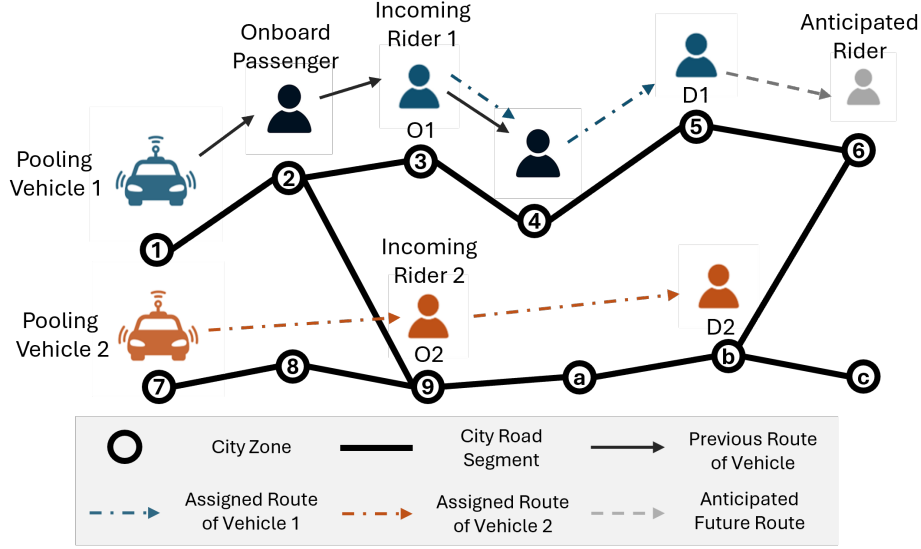 Incoming
Rider 1
Onboard
Passenger
Anticipated
Rider
D1
O1
Pooling
Vehicle 1
1
2
3
4
5
6
Incoming
Rider 2
Pooling
Vehicle 2
D2
O2
7
8
9
a
b
c
City Zone
City Road
Segment
Previous Route
of Vehicle
Assigned Route
of Vehicle 1
Assigned Route
of Vehicle 2
Anticipated
Future Route